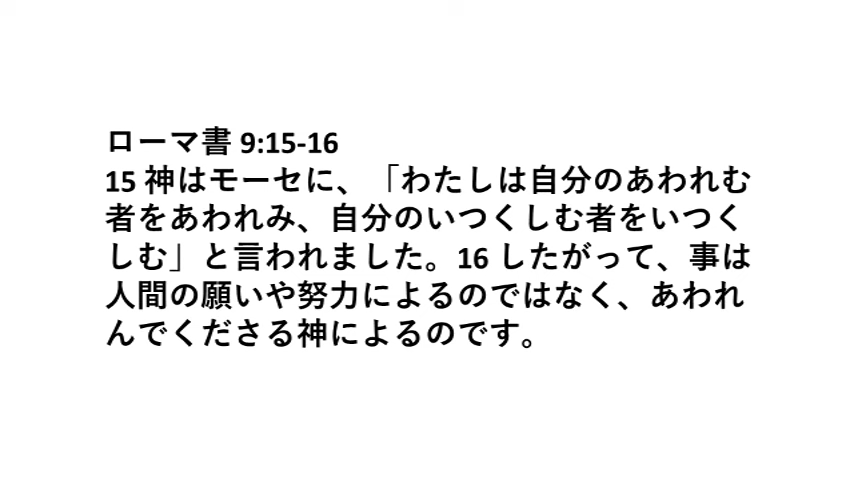 ローマ書 9:15-16
15 神はモーセに、「わたしは自分のあわれむ
者をあわれみ、自分のいつくしむ者をいつく
しむ」と言われました。16 したがって、事は
人間の願いや努力によるのではなく、あわれ
んでくださる神によるのです。